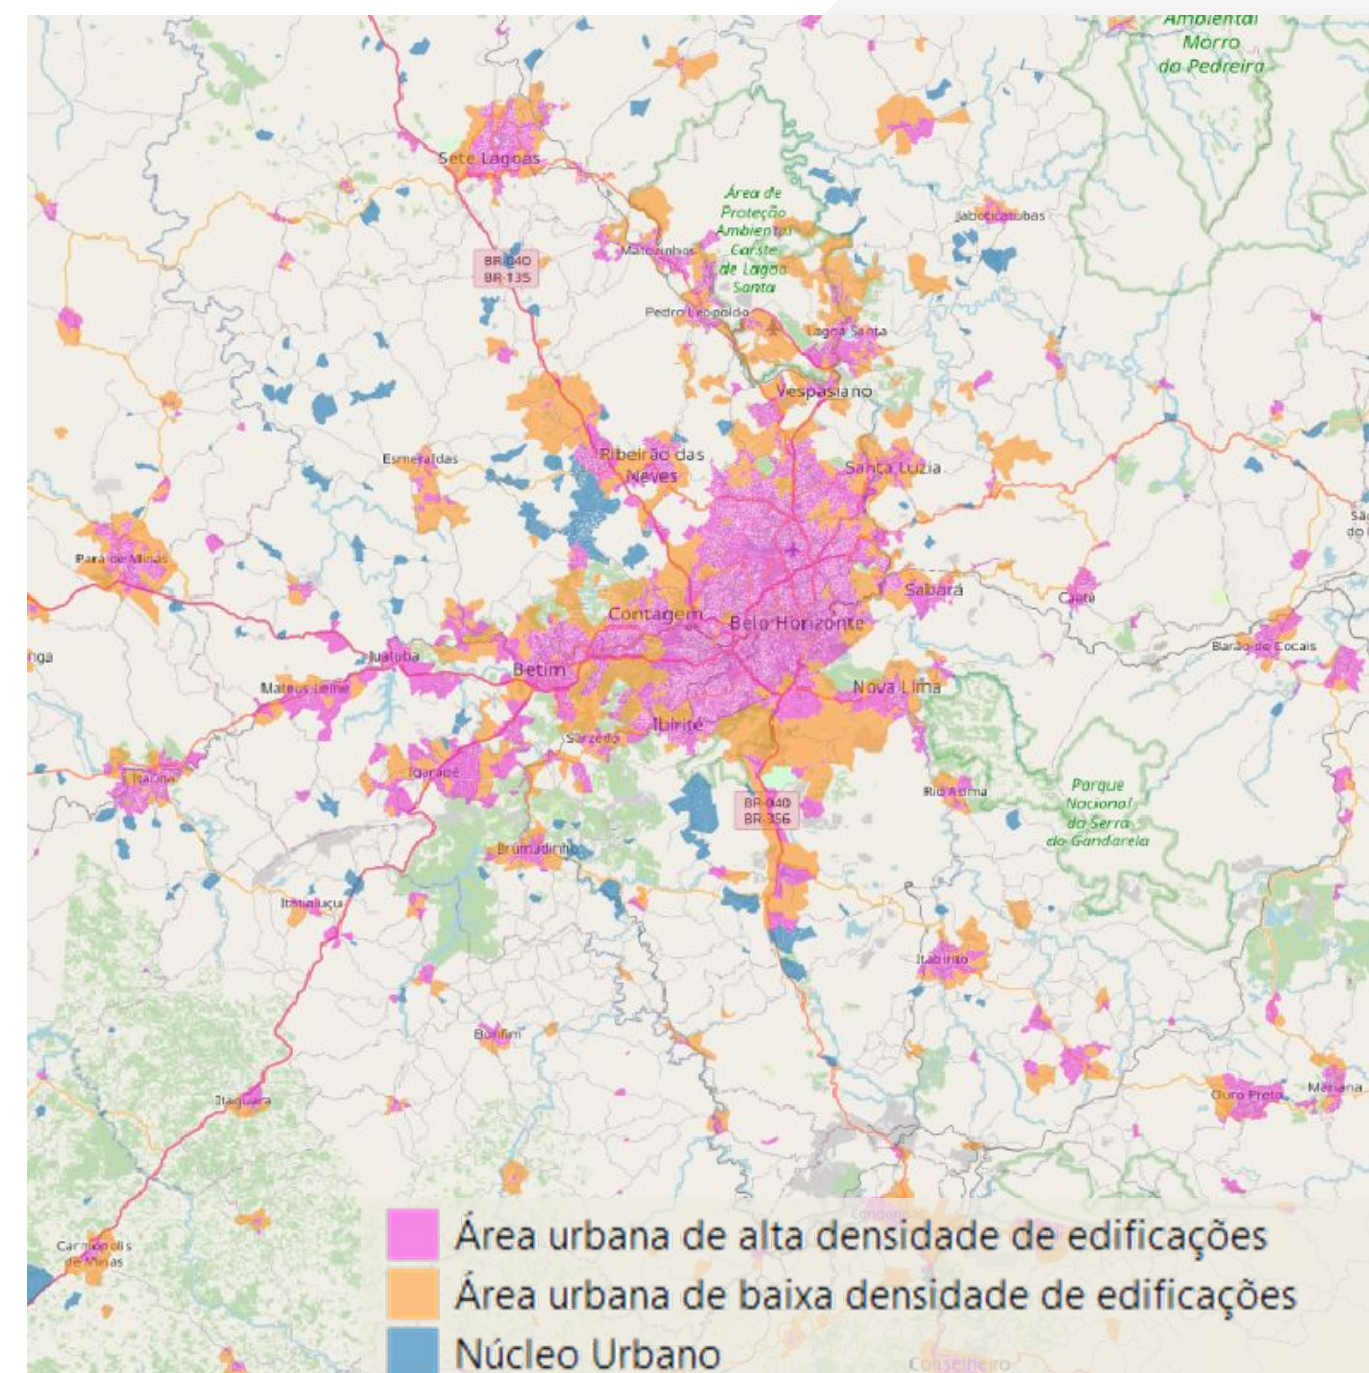 Ambiental
Morro
da Pedreira
Sete Lagoas
Área de
Proteção
Ambiental
Carste
de Lagoa
Santa
Jaboticatubas
Matozinhos
BR-040
BR-135
Pedro Leopoldo
Lagoa Santa
Vespasiano
Esmeraldas
Ribeirão das
Neves
Santa Luzia
Pará de Minas
Sabará
Caeté
Contagem
Belo Horizonte
Barão de Cocais
nga
Juatuba
Betim
Mateus Leme
Nova Lima
Ibirité
Sarzedo
Igarapé
Itaúna
Rio Acima
Parque
Nacional
da Serra
do Gandarela
BR-040
BR-356
Brumadinho
Itatiaiuçu
Itabirito
Bonfim
Itaguara
Ouro Preto
Mariana
Carmópolis
de Minas
Área urbana de alta densidade de edificações
Área urbana de baixa densidade de edificações
Núcleo Urbano
Conselheiro